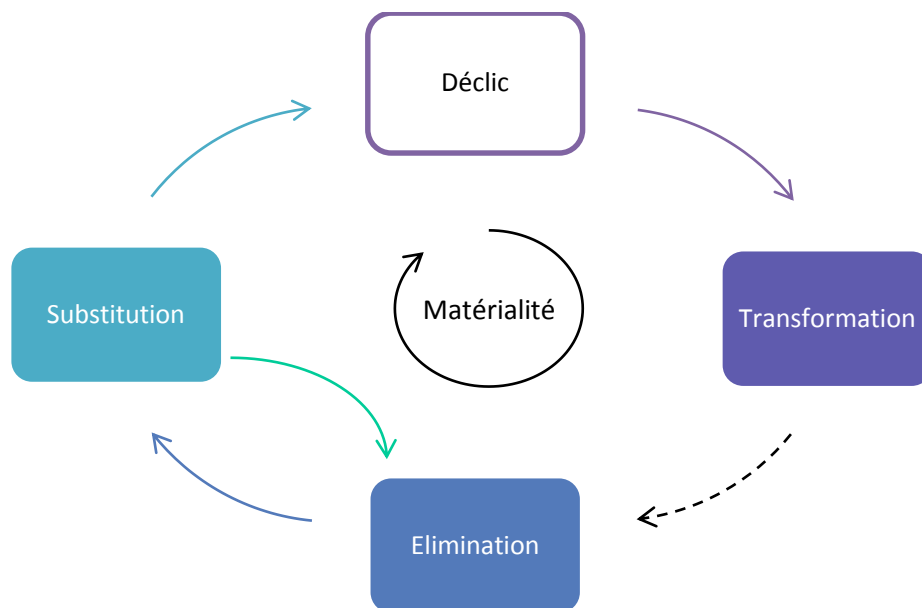 Déclic
Substitution
Matérialité
Transformation
Elimination